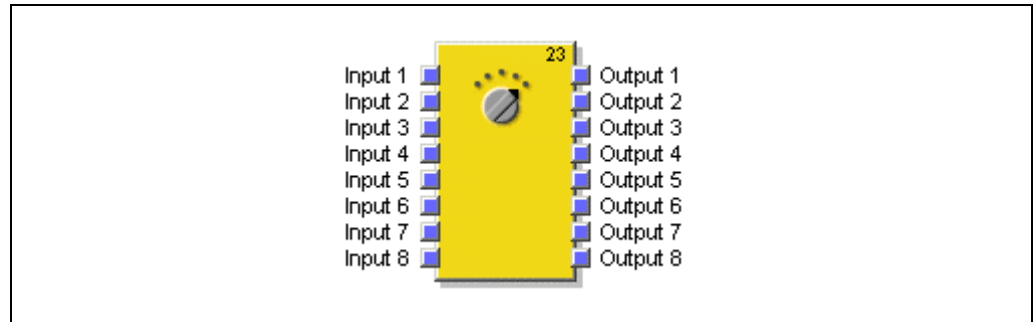 23
Input 1 Output 1
Input 2 Output 2
Input 3 Output 3
Input 4 Output 4
Input 5 Output 5
Input 6 Output 6
Input 7 Output 7
Input 8 Output 8